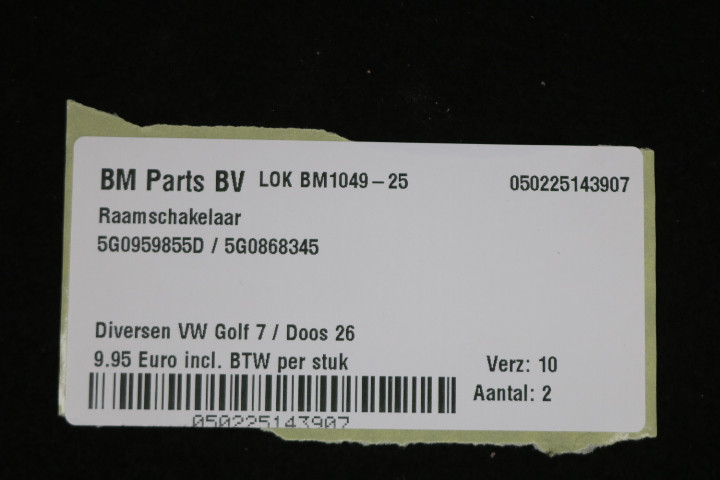 BM Parts BV LOK BM1049-25 050225143907
Raamschakelaar
5G0959855D / 5G0868345
Diversen VW Golf 7 / Doos 26
9.95 Euro incl. BTW per stuk Verz: 10
Aantal: 2
050225143907